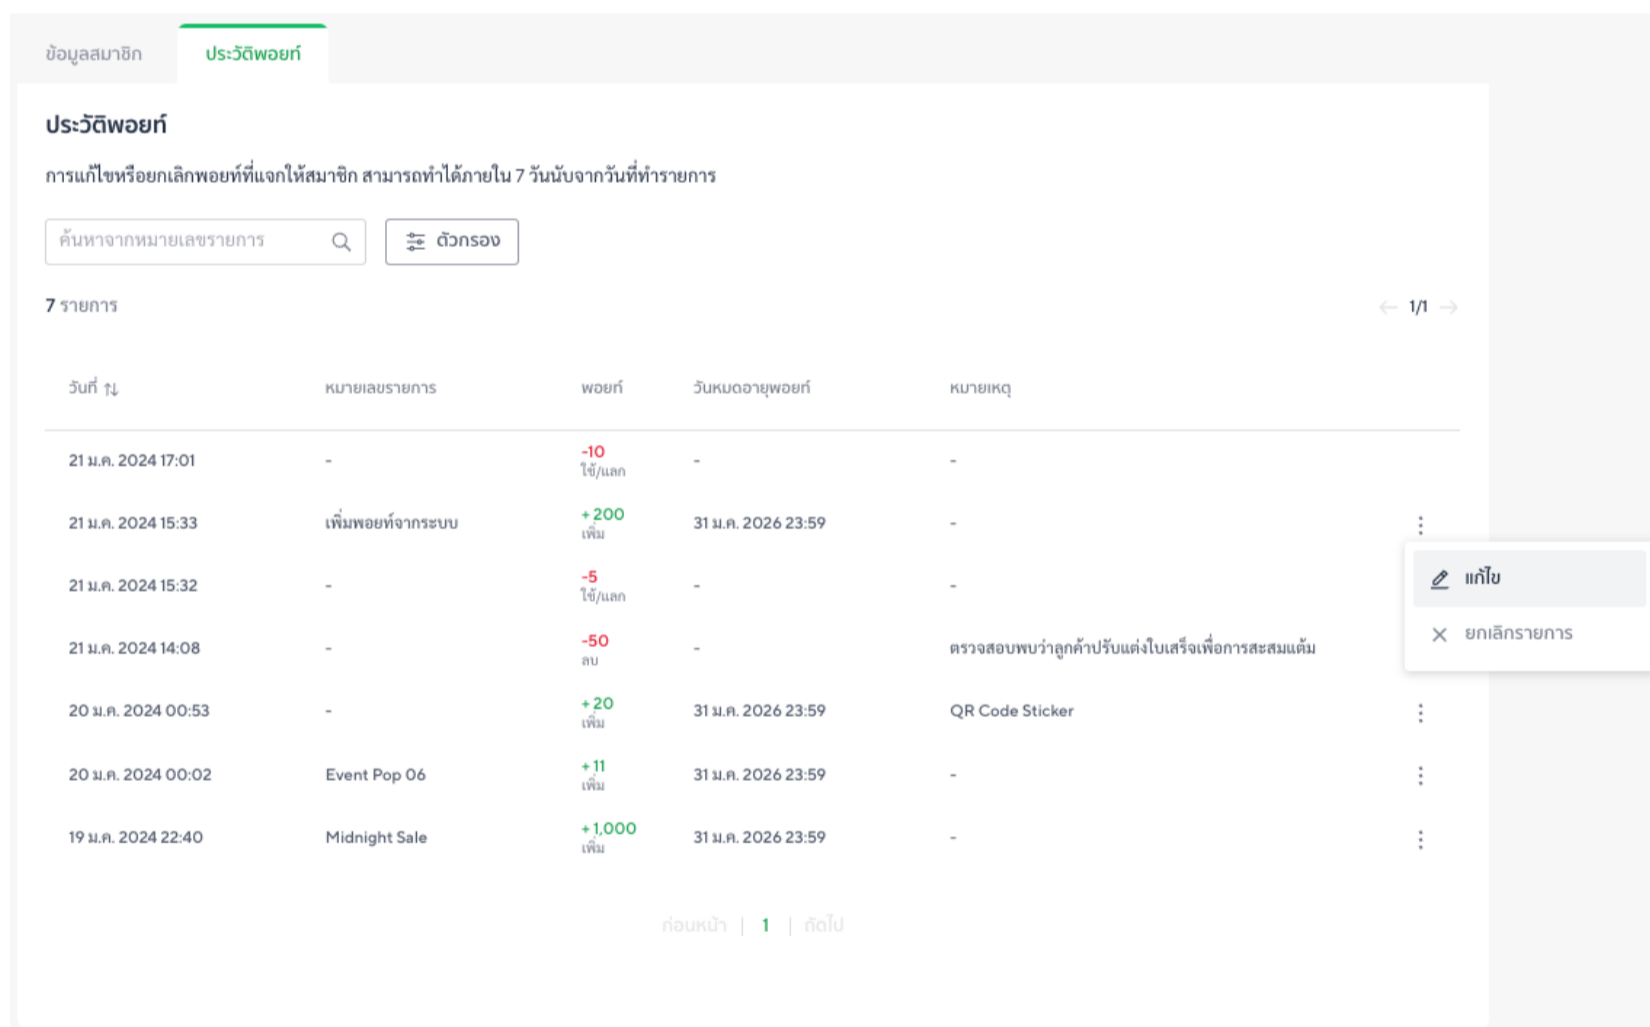 ข้อมูลสมาชิก ประวัติพอยท์
ประวัติพอยท์
การแก้ไขหรือยกเลิกพอยท์ที่แจกให้สมาชิก สามารถทำได้ภายใน 7 วันนับจากวันที่ทำรายการ
ค้นหาจากหมายเลขรายการ ตัวกรอง
7 รายการ ← 1/1 →
วันที่ ↑↓ หมายเลขรายการ พอยท์ วันหมดอายุพอยท์ หมายเหตุ
21 ม.ค. 2024 17:01 - -10 - -
ใช้/แลก
21 ม.ค. 2024 15:33 เพิ่มพอยท์จากระบบ +200 31 ม.ค. 2026 23:59 -
เพิ่ม
21 ม.ค. 2024 15:32 - -5 - -
ใช้/แลก
แก้ไข
ยกเลิกรายการ
21 ม.ค. 2024 14:08 - -50 - ตรวจสอบพบว่าลูกค้าปรับแต่งใบเสร็จเพื่อการสะสมแต้ม
ลบ
20 ม.ค. 2024 00:53 - +20 31 ม.ค. 2026 23:59 QR Code Sticker
เพิ่ม
20 ม.ค. 2024 00:02 Event Pop 06 +11 31 ม.ค. 2026 23:59 -
เพิ่ม
19 ม.ค. 2024 22:40 Midnight Sale +1,000 31 ม.ค. 2026 23:59 -
เพิ่ม
ก่อนหน้า | 1 | ถัดไป